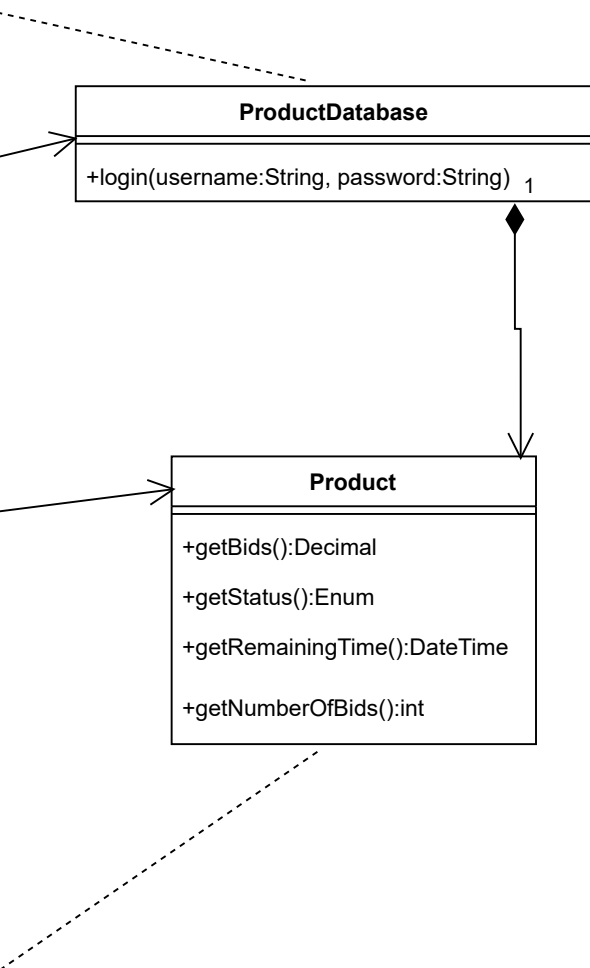 ProductDatabase
+login(username:String, password:String)
1
Product
+getBids():Decimal
+getStatus():Enum
+getRemainingTime():DateTime
+getNumberOfBids():int